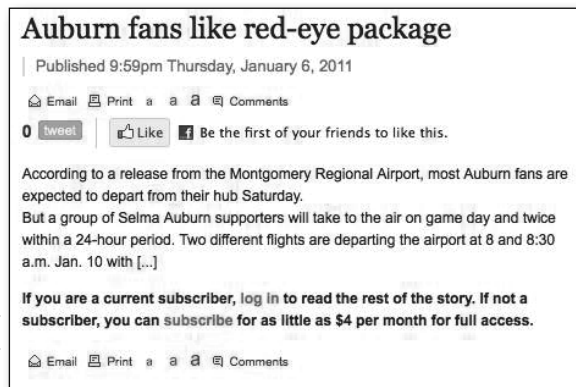 Auburn fans like red-eye package
Published 9:59pm Thursday, January 6, 2011
Email Print a a a Comments
0 tweet Like Be the first of your friends to like this.
According to a release from the Montgomery Regional Airport, most Auburn fans are
expected to depart from their hub Saturday.
But a group of Selma Auburn supporters will take to the air on game day and twice
within a 24-hour period. Two different flights are departing the airport at 8 and 8:30
a.m. Jan. 10 with [...]
If you are a current subscriber, log in to read the rest of the story. If not a
subscriber, you can subscribe for as little as $4 per month for full access.
Email Print a a a Comments